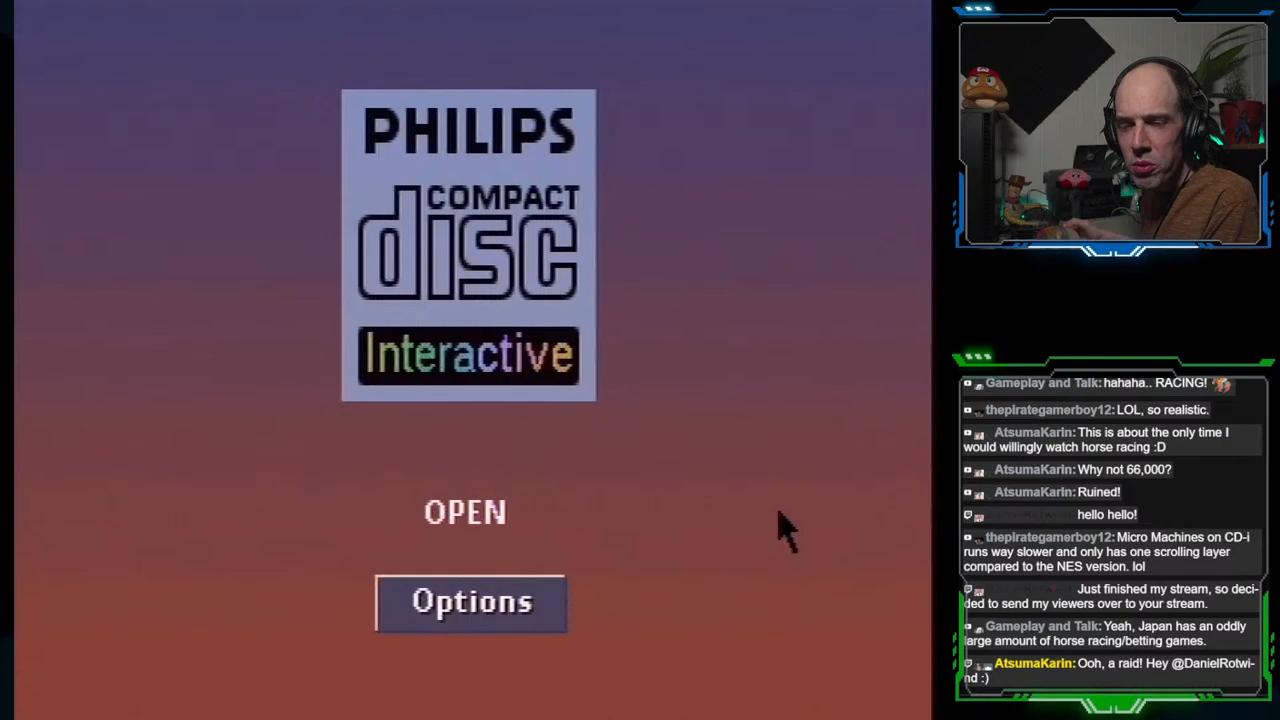 PHILIPS
COMPACT
disc
Interactive
OPEN
Options
Gameplay and Talk: hahaha.. RACING!
thepirategamerboy12: LOL, so realistic.
AtsumaKarin: This is about the only time I
would willingly watch horse racing :D
AtsumaKarin: Why not 66,000?
AtsumaKarin: Ruined!
hello hello!
thepirategamerboy12: Micro Machines on CD-i
runs way slower and only has one scrolling layer
compared to the NES version. lol
Just finished my stream, so deci-
ded to send my viewers over to your stream.
Gameplay and Talk: Yeah, Japan has an oddly
large amount of horse racing/betting games.
AtsumaKarin: Ooh, a raid! Hey @DanielRotwi-
nd :)